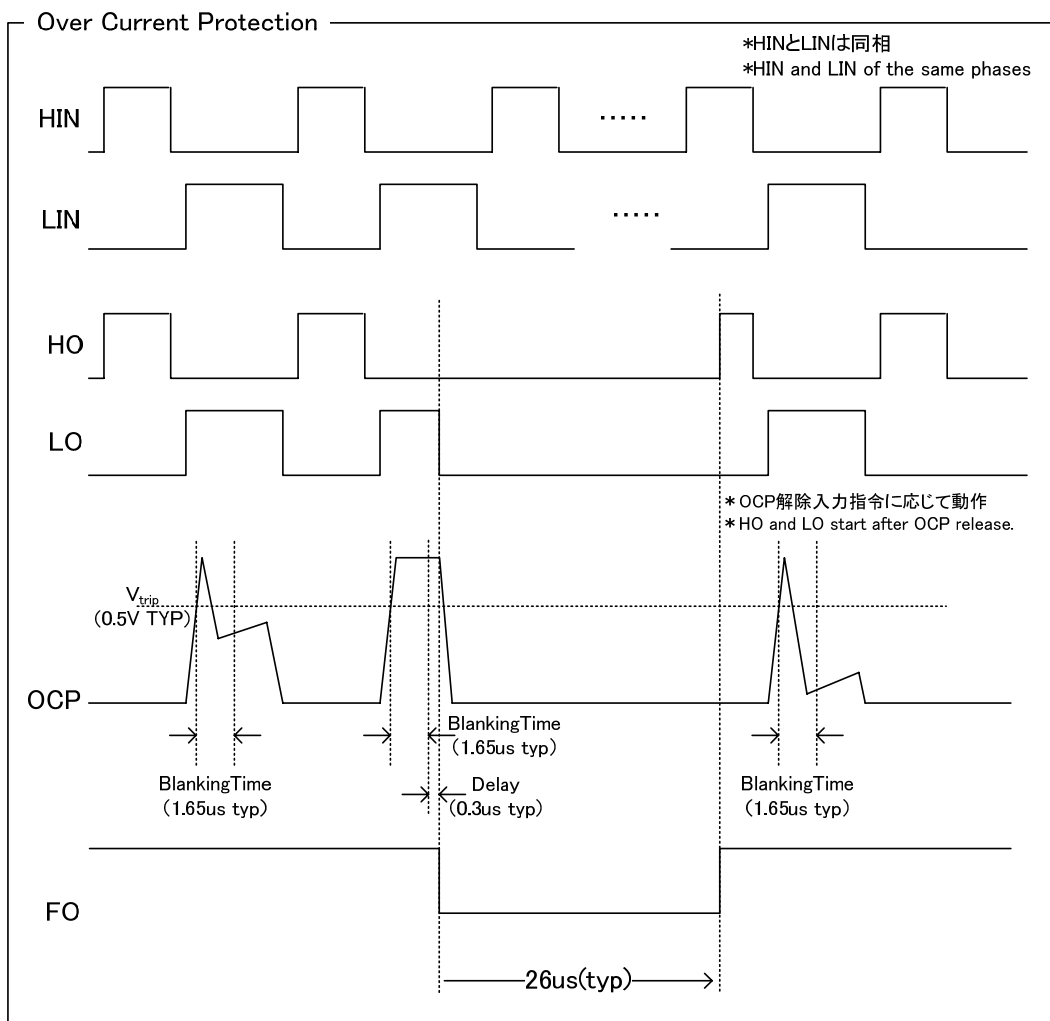 Over Current Protection
*HINとLINは同相
*HIN and LIN of the same phases
HIN
.....
LIN
.....
HO
LO
* OCP解除入力指令に応じて動作
* HO and LO start after OCP release.
Vtrip
(0.5V TYP)
OCP
BlankingTime
(1.65us typ)
BlankingTime
(1.65us typ)
Delay
(0.3us typ)
BlankingTime
(1.65us typ)
FO
26us(typ)